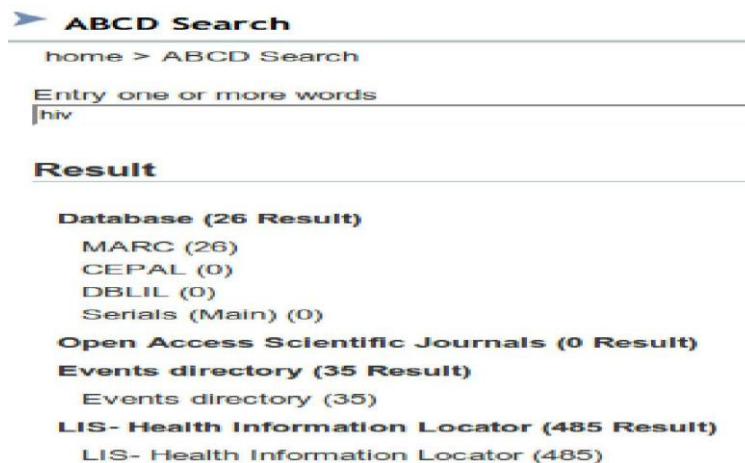 ABCD Search
home > ABCD Search
Entry one or more words
hiv
Result
Database (26 Result)
MARC (26)
CEPAL (0)
DBLIL (0)
Serials (Main) (0)
Open Access Scientific Journals (0 Result)
Events directory (35 Result)
Events directory (35)
LIS- Health Information Locator (485 Result)
LIS- Health Information Locator (485)